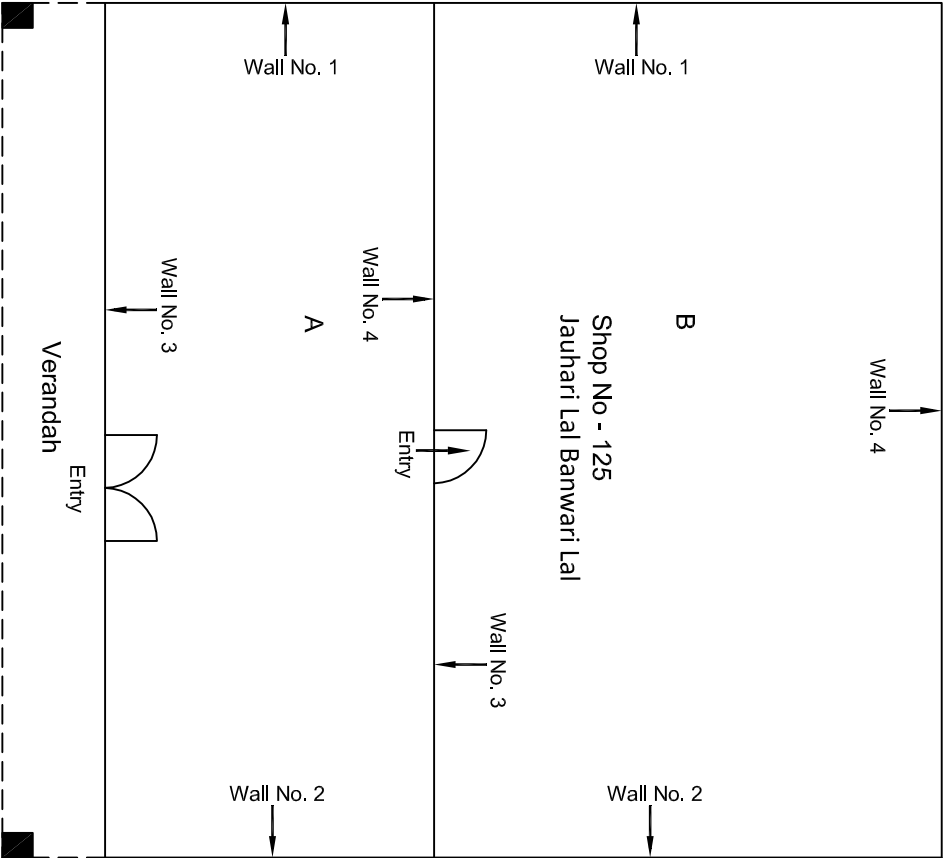 Wall No. 1
Wall No. 1
Wall No. 4
B
Shop No - 125
Jauhari Lal Banwari Lal
Wall No. 3
Wall No. 4
Entry
A
Wall No. 3
Verandah
Entry
Wall No. 2
Wall No. 2